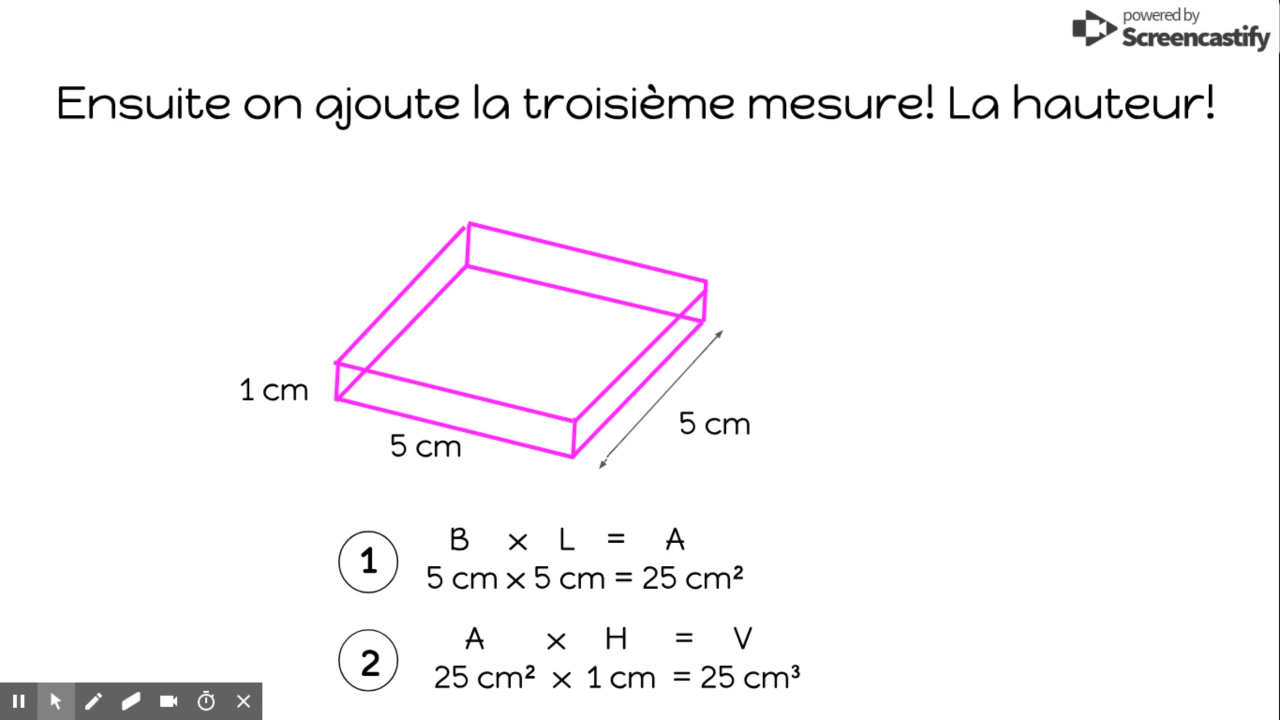 powered by
Screencastify
Ensuite on ajoute la troisième mesure! La hauteur!
1 cm
5 cm
5 cm
1
B x L = A
5 cm x 5 cm = 25 cm²
2
A x H = V
25 cm² x 1 cm = 25 cm³